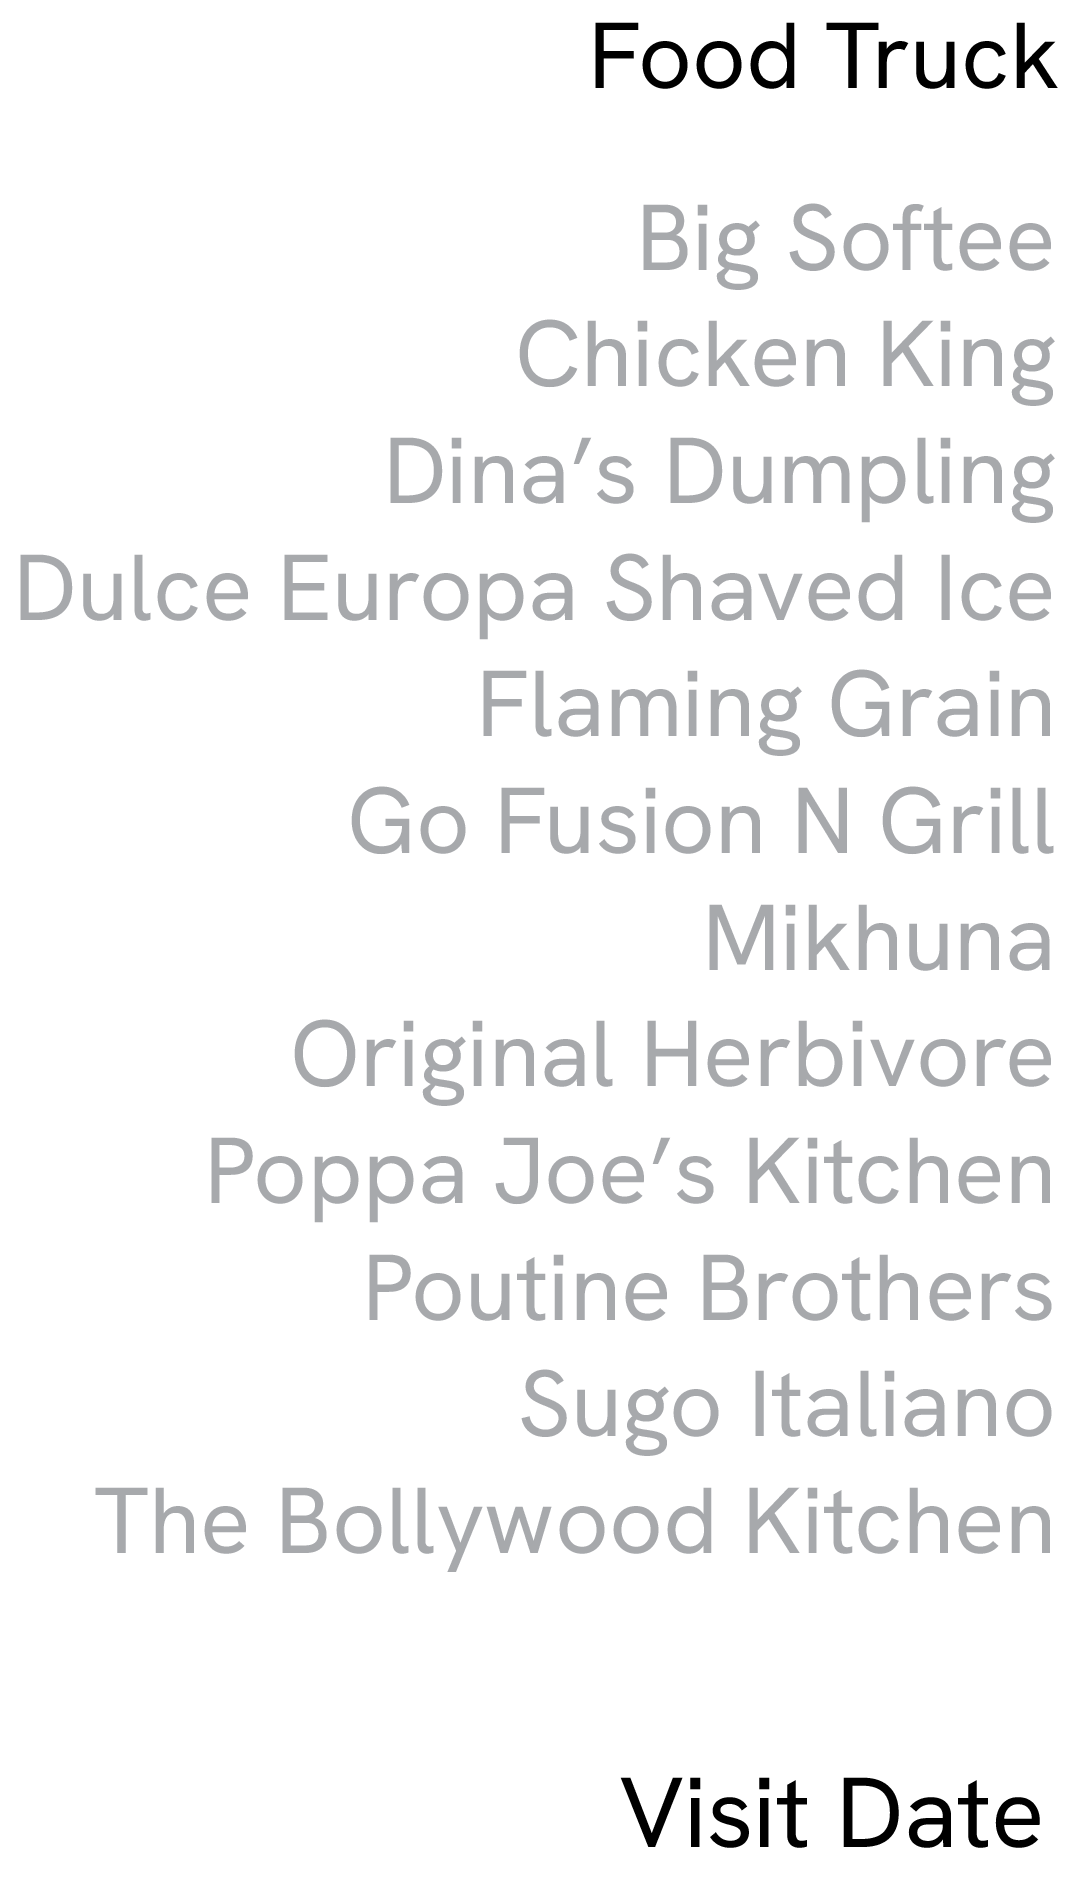 Food Truck
Big Softee
Chicken King
Dina’s Dumpling
Dulce Europa Shaved Ice
Flaming Grain
Go Fusion N Grill
Mikhuna
Original Herbivore
Poppa Joe’s Kitchen
Poutine Brothers
Sugo Italiano
The Bollywood Kitchen
Visit Date